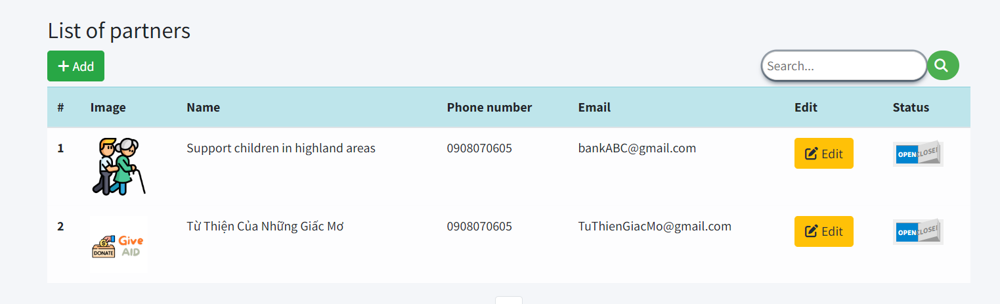 List of partners
Add
Search...
# Image Name Phone number Email Edit Status
1 Support children in highland areas 0908070605 bankABC@gmail.com Edit OPEN
2 Từ Thiện Của Những Giấc Mơ 0908070605 TuThienGiacMo@gmail.com Edit OPEN
Give
AID
DONATE